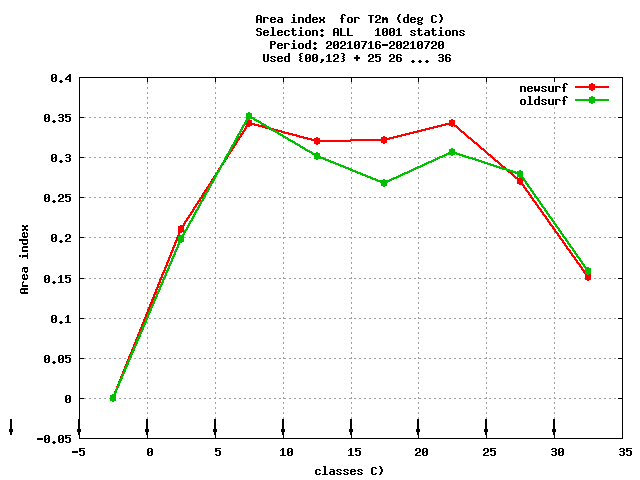 Area index  for T2m (deg C)
Selection: ALL   1001 stations
Period: 20210716-20210720
Used {00,12} + 25 26 ... 36
newsurf
oldsurf
0.4
0.35
0.3
0.25
0.2
0.15
0.1
0.05
0
-0.05
Area index
-5 0 5 10 15 20 25 30 35
classes C)